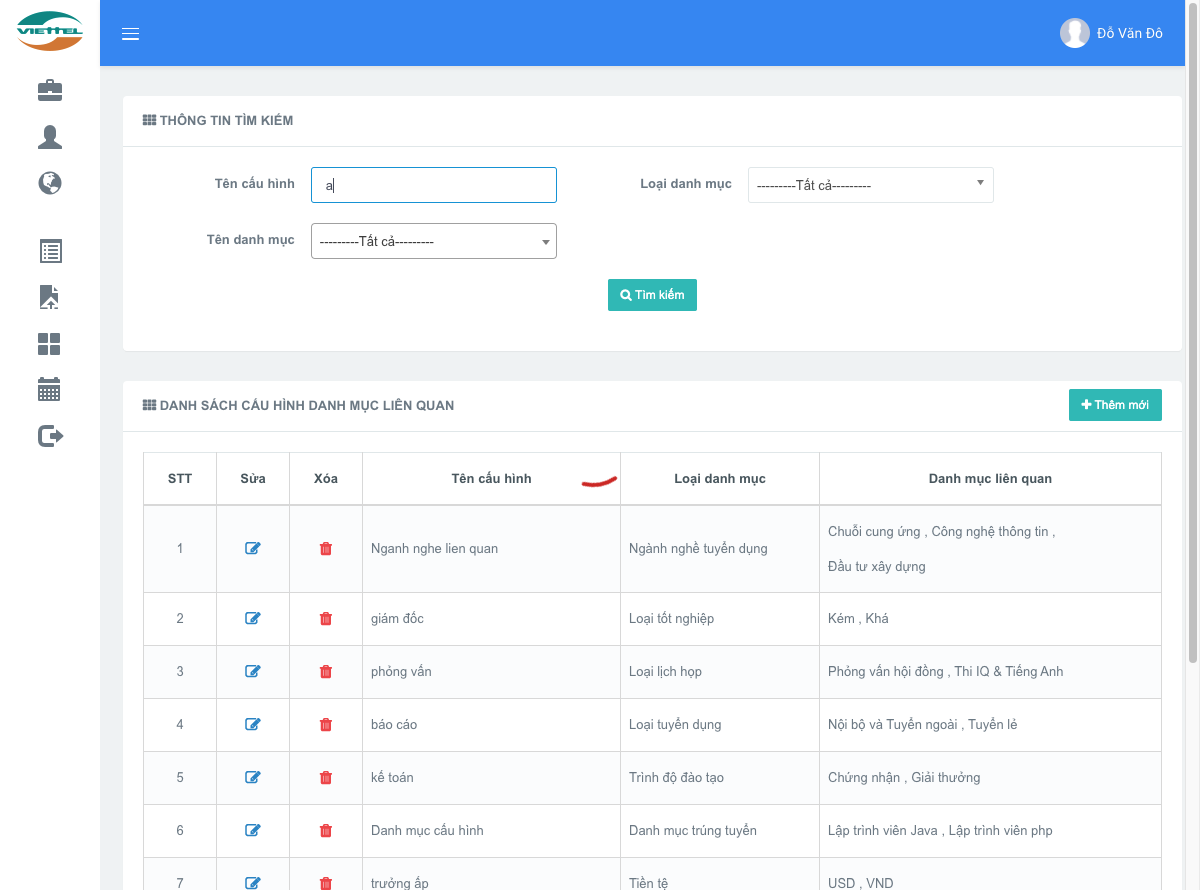 VIETTEL
Đỗ Văn Đô
THÔNG TIN TÌM KIẾM
Tên cấu hình
a
Loại danh mục
---------Tất cả---------
Tên danh mục
---------Tất cả---------
Tìm kiếm
DANH SÁCH CẤU HÌNH DANH MỤC LIÊN QUAN
Thêm mới
STT Sửa Xóa Tên cấu hình Loại danh mục Danh mục liên quan
1 Nganh nghe lien quan Ngành nghề tuyển dụng Chuỗi cung ứng , Công nghệ thông tin ,
Đầu tư xây dựng
2 giám đốc Loại tốt nghiệp Kém , Khá
3 phỏng vấn Loại lịch họp Phỏng vấn hội đồng , Thi IQ & Tiếng Anh
4 báo cáo Loại tuyển dụng Nội bộ và Tuyển ngoài , Tuyển lẻ
5 kế toán Trình độ đào tạo Chứng nhận , Giải thưởng
6 Danh mục cấu hình Danh mục trúng tuyển Lập trình viên Java , Lập trình viên php
7 trưởng ấp Tiền tệ USD , VND